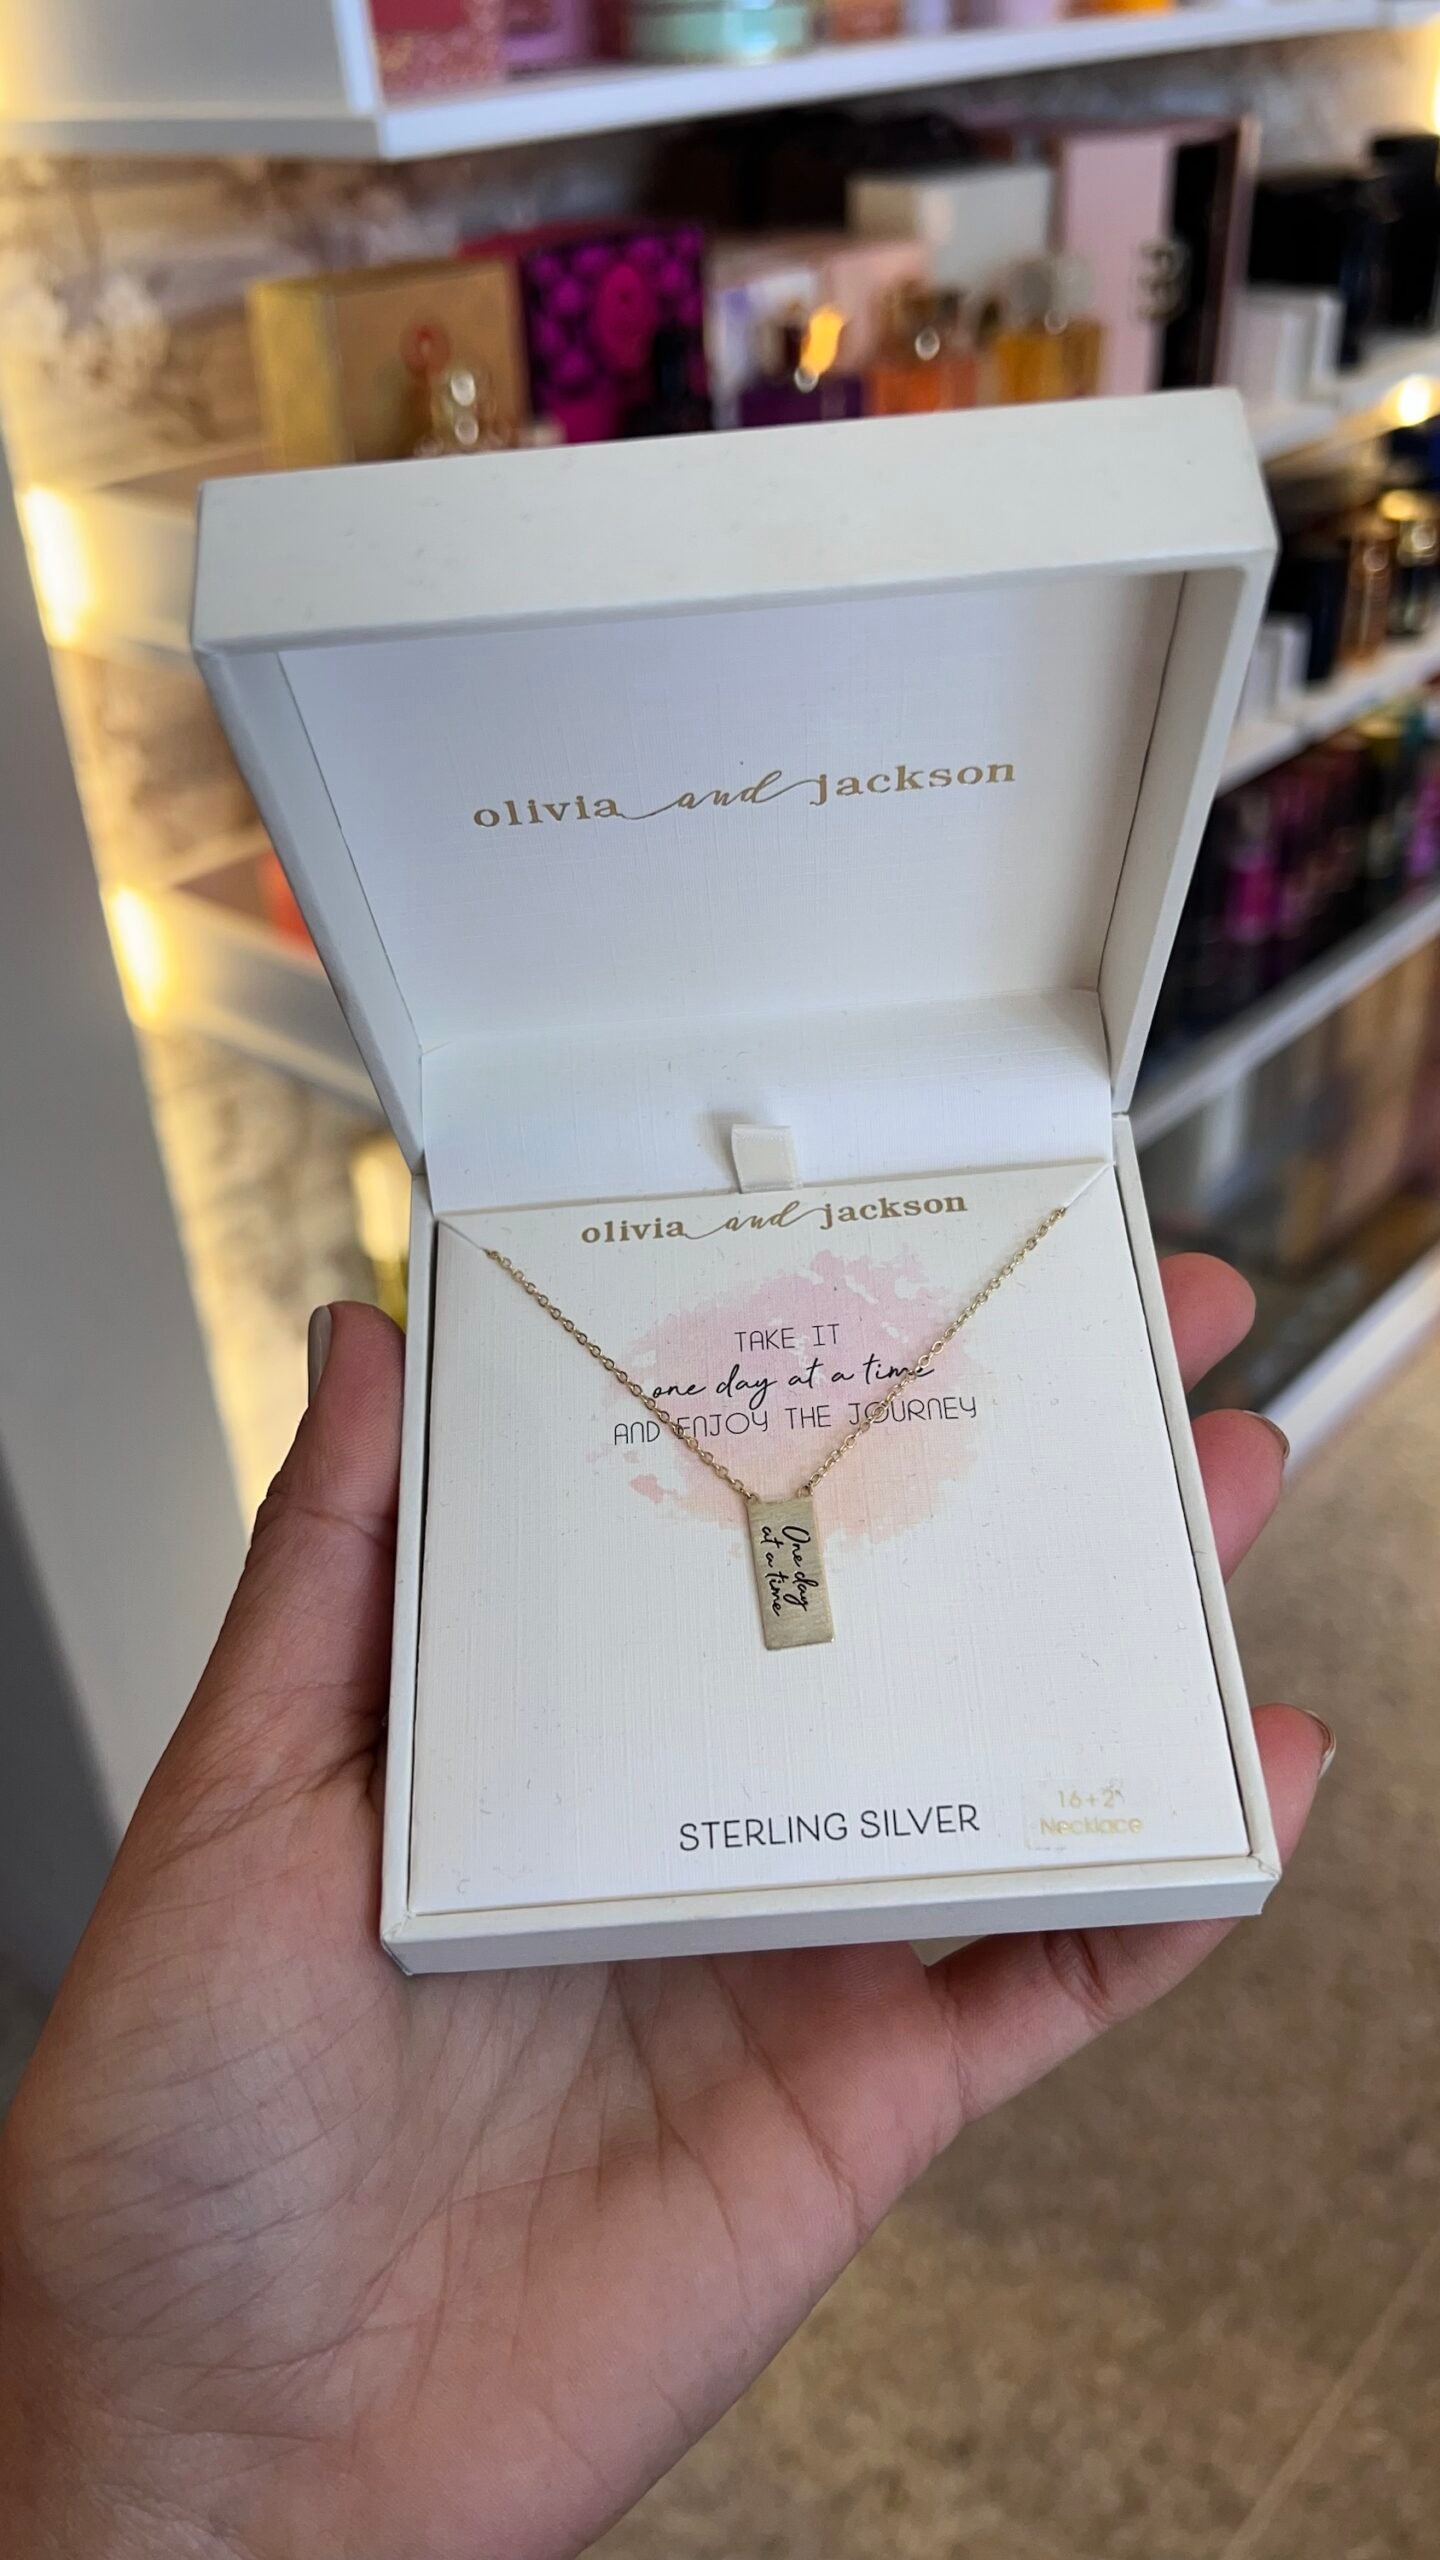 olivia and jackson
olivia and jackson
TAKE IT
one day at a time
AND ENJOY THE JOURNEY
One day
at a time
STERLING SILVER
16+2"
Necklace